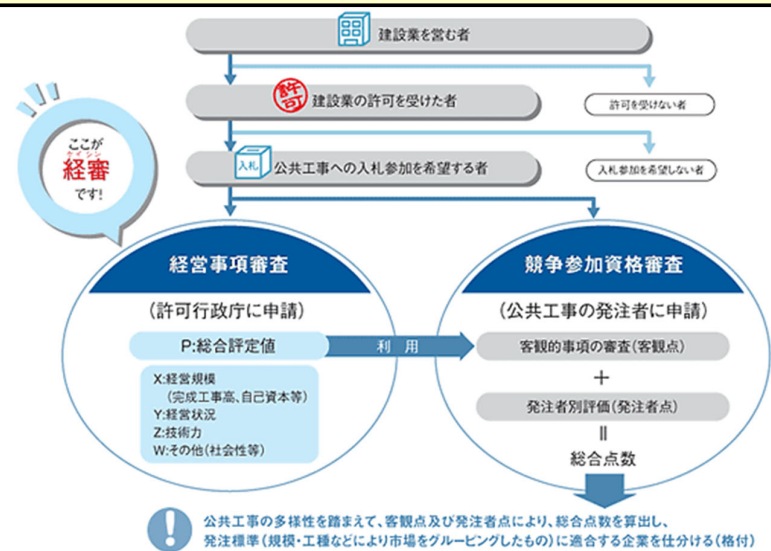 建設業を営む者
許可
建設業の許可を受けた者
許可を受けない者
ここが
ケイシン
経審
です!
入札
公共工事への入札参加を希望する者
入札参加を希望しない者
経営事項審査
(許可行政庁に申請)
P:総合評定値
X:経営規模
(完成工事高、自己資本等)
Y:経営状況
Z:技術力
W:その他(社会性等)
利用
競争参加資格審査
(公共工事の発注者に申請)
客観的事項の審査(客観点)
+
発注者別評価(発注者点)
=
総合点数
!
公共工事の多様性を踏まえて、客観点及び発注者点により、総合点数を算出し、
発注標準(規模・工種などにより市場をグルーピングしたもの)に適合する企業を仕分ける(格付)